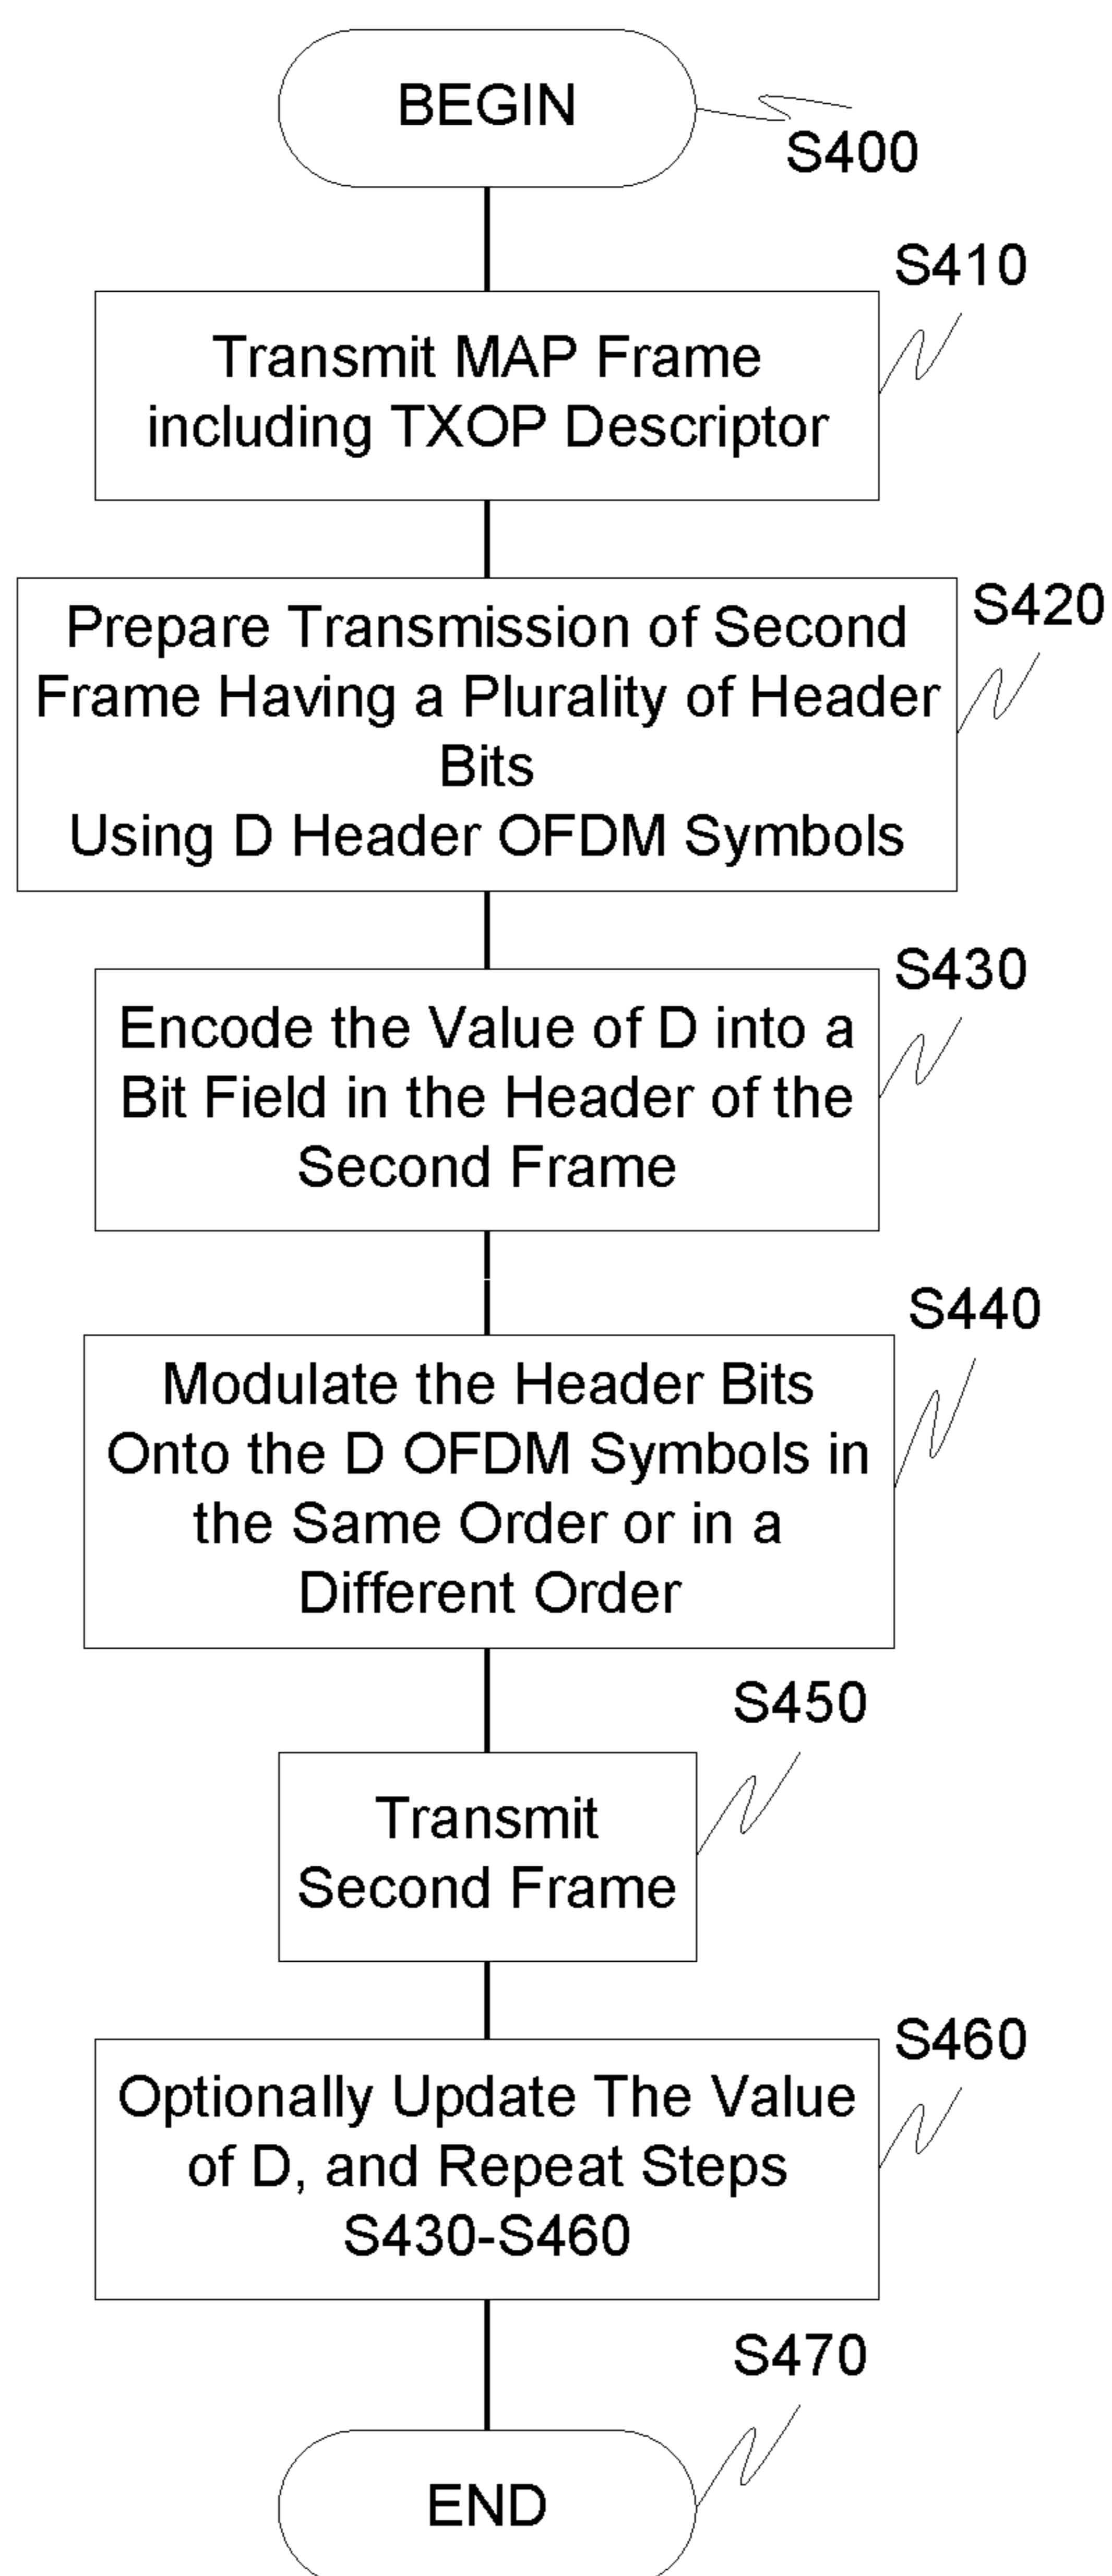 BEGIN
S400
S410
Transmit MAP Frame
including TXOP Descriptor
S420
Prepare Transmission of Second
Frame Having a Plurality of Header
Bits
Using D Header OFDM Symbols
S430
Encode the Value of D into a
Bit Field in the Header of the
Second Frame
S440
Modulate the Header Bits
Onto the D OFDM Symbols in
the Same Order or in a
Different Order
S450
Transmit
Second Frame
S460
Optionally Update The Value
of D, and Repeat Steps
S430-S460
S470
END